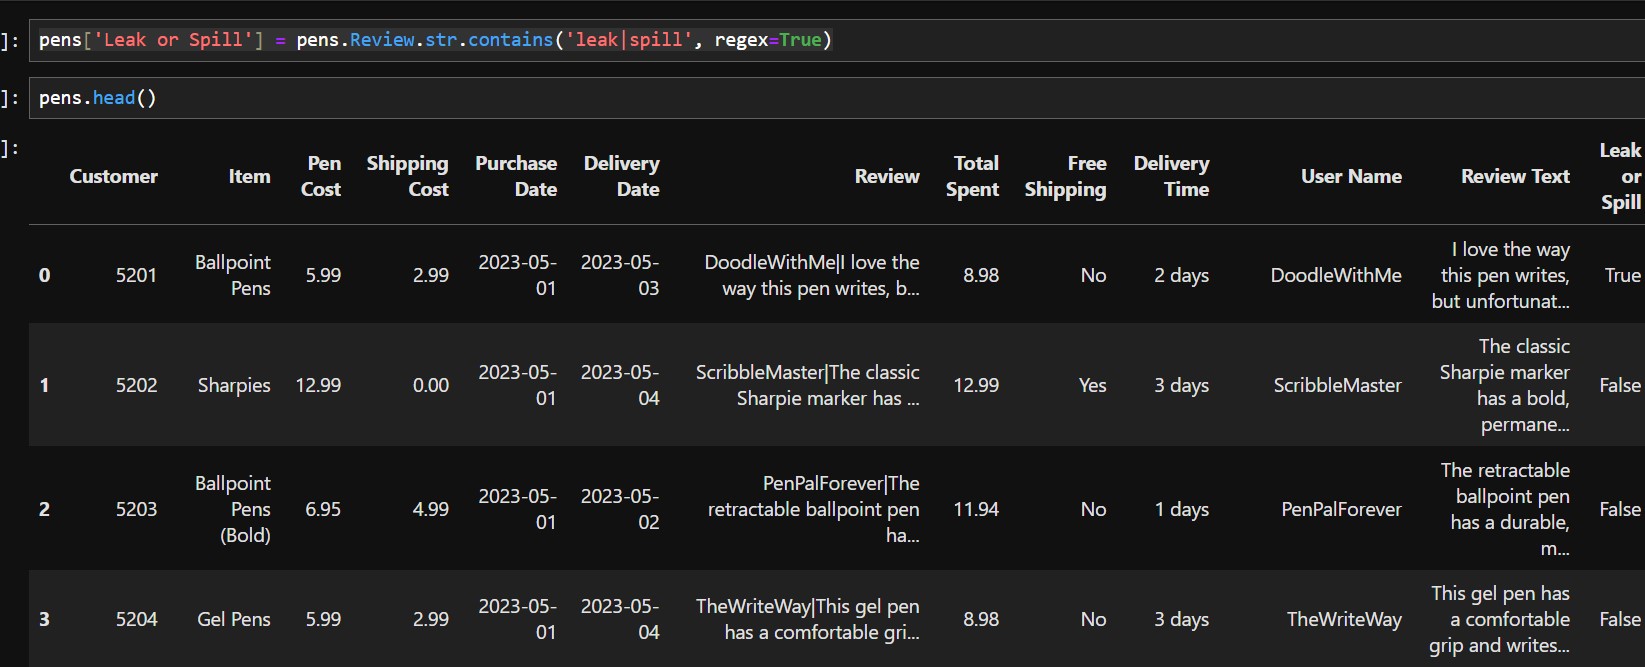 ]: pens['Leak or Spill'] = pens.Review.str.contains('leak|spill', regex=True)
]: pens.head()
]:
Customer Item Pen Cost Shipping Cost Purchase Date Delivery Date Review Total Spent Free Shipping Delivery Time User Name Review Text Leak or Spill
0 5201 Ballpoint Pens 5.99 2.99 2023-05-01 2023-05-03 DoodleWithMe|I love the way this pen writes, b... 8.98 No 2 days DoodleWithMe I love the way this pen writes, but unfortunat... True
1 5202 Sharpies 12.99 0.00 2023-05-01 2023-05-04 ScribbleMaster|The classic Sharpie marker has ... 12.99 Yes 3 days ScribbleMaster The classic Sharpie marker has a bold, permane... False
2 5203 Ballpoint Pens (Bold) 6.95 4.99 2023-05-01 2023-05-02 PenPalForever|The retractable ballpoint pen ha... 11.94 No 1 days PenPalForever The retractable ballpoint pen has a durable, m... False
3 5204 Gel Pens 5.99 2.99 2023-05-01 2023-05-04 TheWriteWay|This gel pen has a comfortable gri... 8.98 No 3 days TheWriteWay This gel pen has a comfortable grip and writes... False